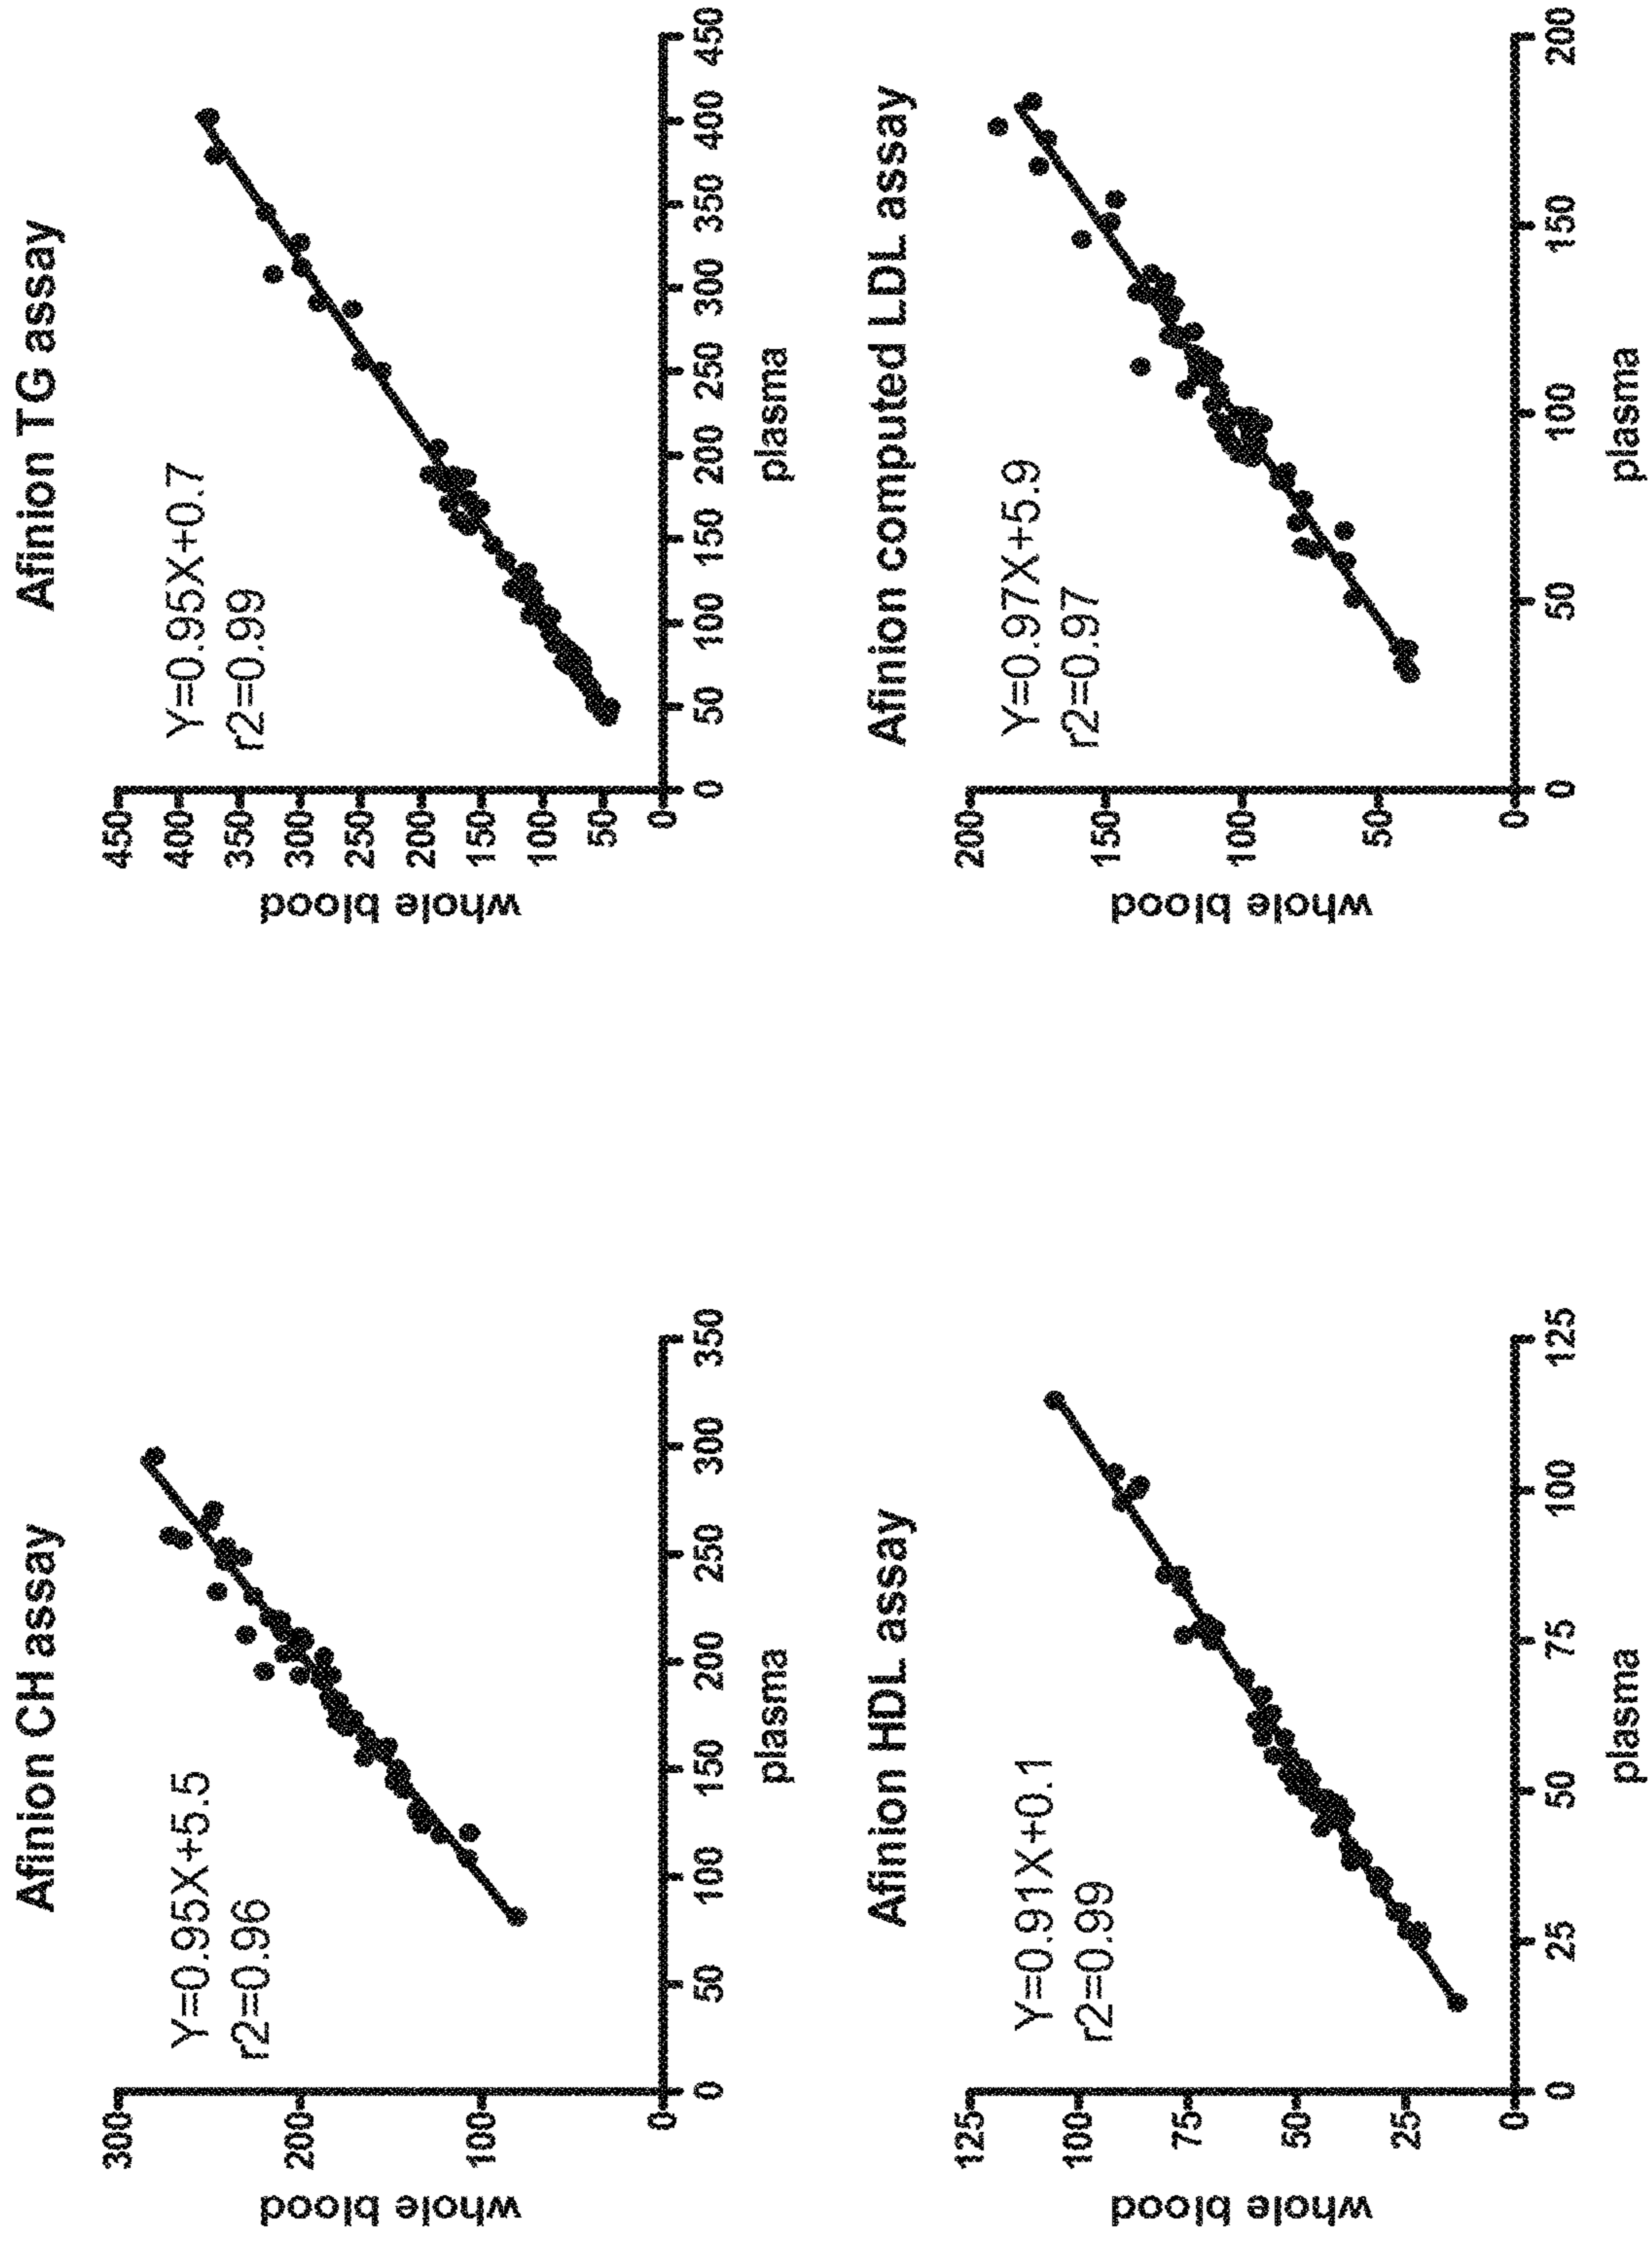 Afinion CH assay
Y=0.95X+5.5
r2=0.96
whole blood
300
200
100
0
0 50 100 150 200 250 300 350
plasma
Afinion TG assay
Y=0.95X+0.7
r2=0.99
whole blood
450
400
350
300
250
200
150
100
50
0
0 50 100 150 200 250 300 350 400 450
plasma
Afinion HDL assay
Y=0.91X+0.1
r2=0.99
whole blood
125
100
75
50
25
0
0 25 50 75 100 125
plasma
Afinion computed LDL assay
Y=0.97X+5.9
r2=0.97
whole blood
200
150
100
50
0
0 50 100 150 200
plasma